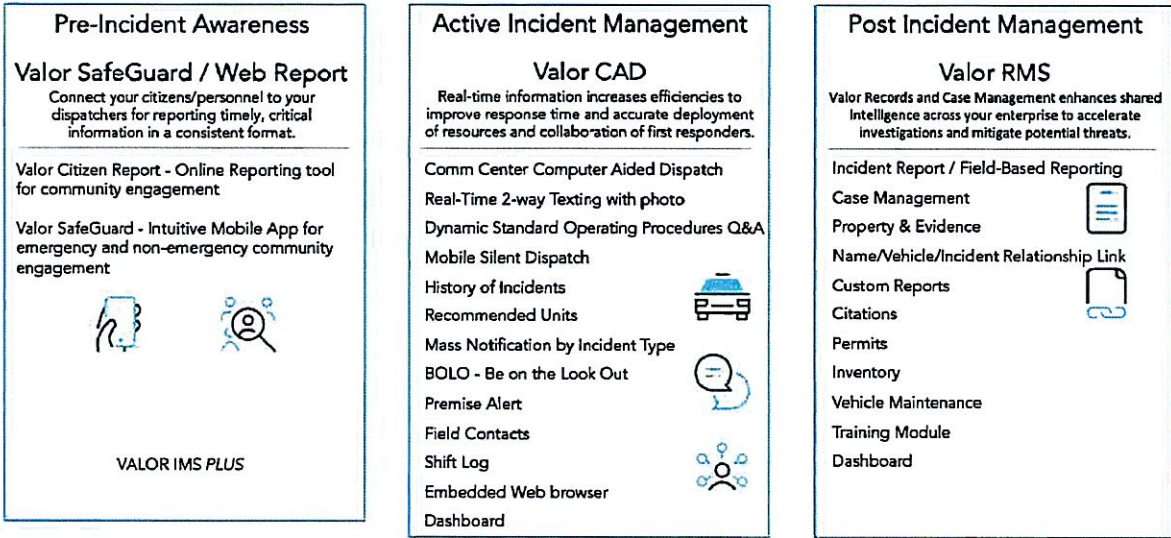 Pre-Incident Awareness
Valor SafeGuard / Web Report
Connect your citizens/personnel to your
dispatchers for reporting timely, critical
information in a consistent format.
Valor Citizen Report - Online Reporting tool
for community engagement
Valor SafeGuard - Intuitive Mobile App for
emergency and non-emergency community
engagement
VALOR IMS PLUS
Active Incident Management
Valor CAD
Real-time information increases efficiencies to
improve response time and accurate deployment
of resources and collaboration of first responders.
Comm Center Computer Aided Dispatch
Real-Time 2-way Texting with photo
Dynamic Standard Operating Procedures Q&A
Mobile Silent Dispatch
History of Incidents
Recommended Units
Mass Notification by Incident Type
BOLO - Be on the Look Out
Premise Alert
Field Contacts
Shift Log
Embedded Web browser
Dashboard
Post Incident Management
Valor RMS
Valor Records and Case Management enhances shared
Intelligence across your enterprise to accelerate
investigations and mitigate potential threats.
Incident Report / Field-Based Reporting
Case Management
Property & Evidence
Name/Vehicle/Incident Relationship Link
Custom Reports
Citations
Permits
Inventory
Vehicle Maintenance
Training Module
Dashboard